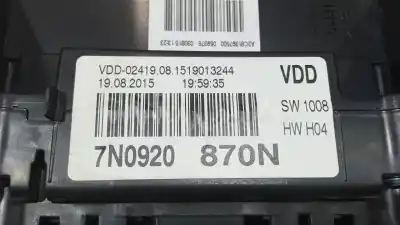 VDD-02419.08.1519013244
19.08.2015 19:59:35
VDD
SW 1008
HW H04
7N0920 870N